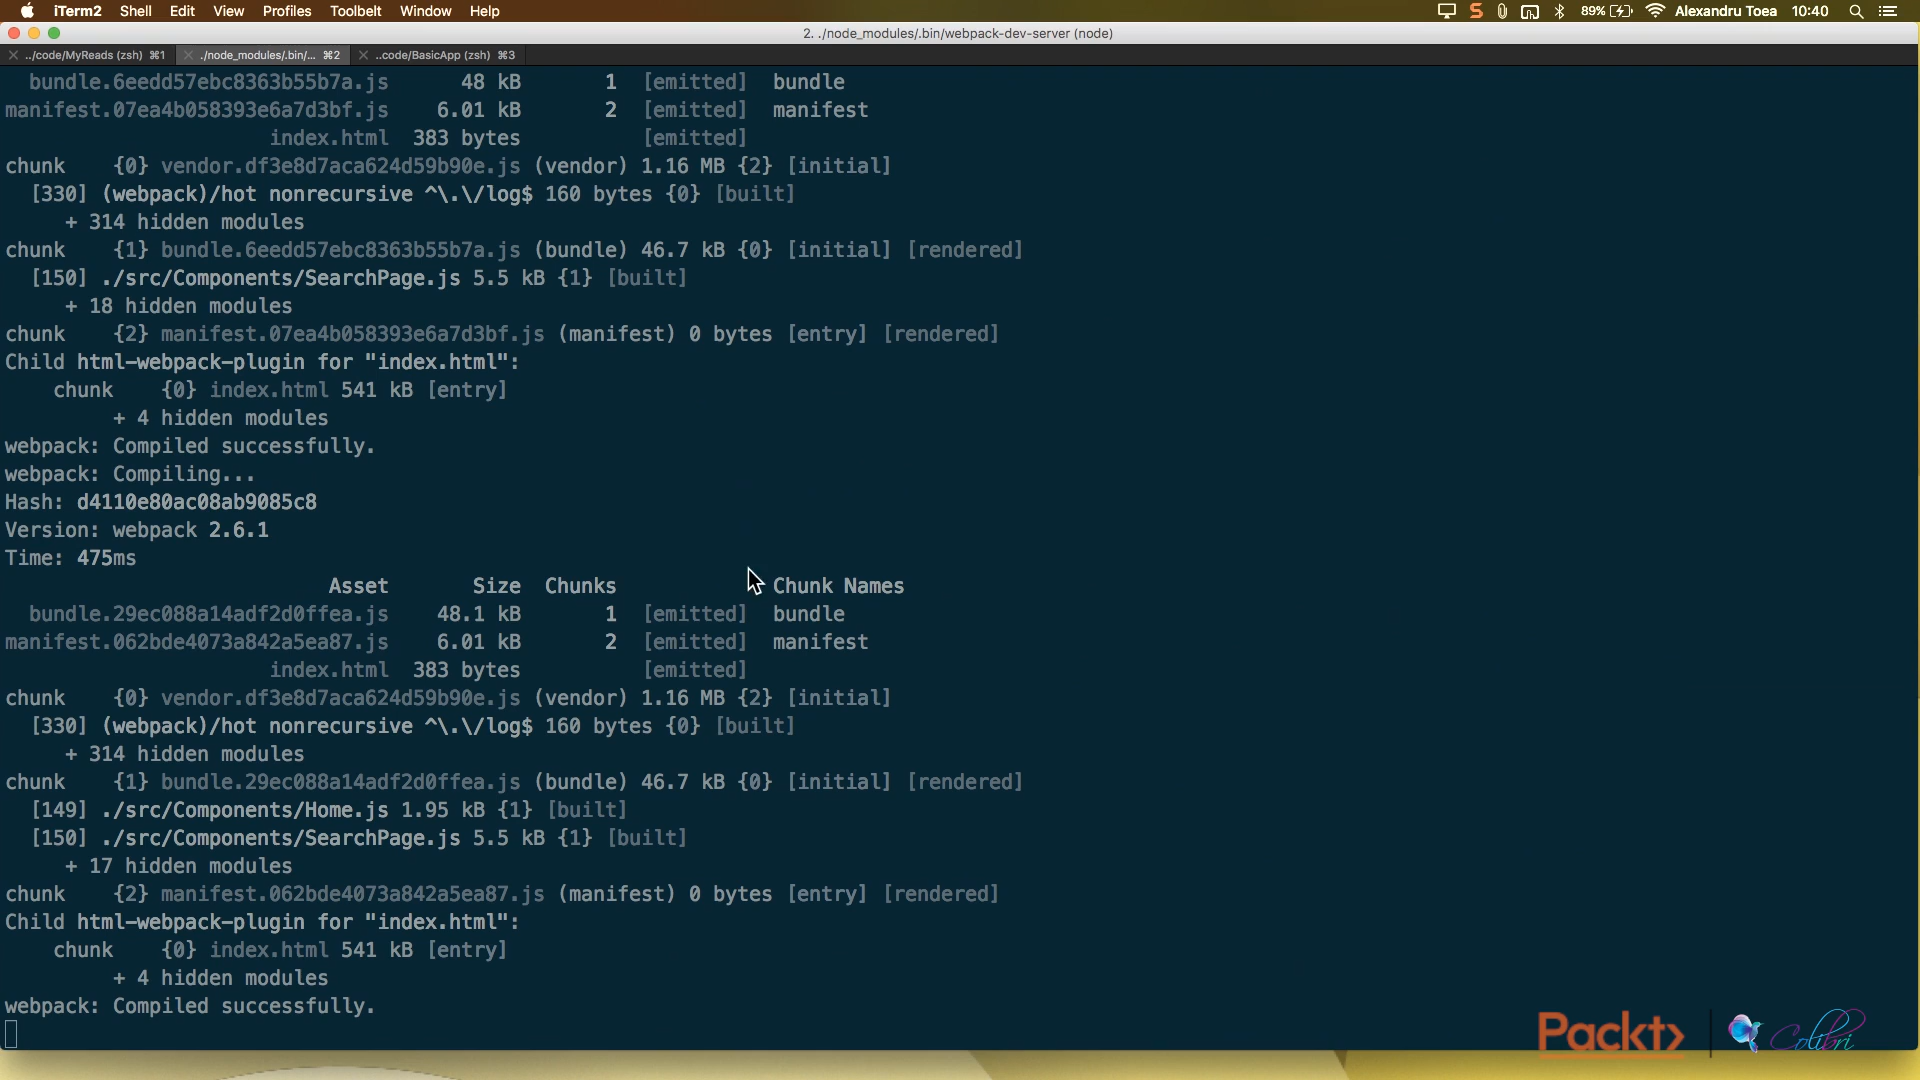 iTerm2 Shell Edit View Profiles Toolbelt Window Help 89% Alexandru Toea 10:40
2. ./node_modules/.bin/webpack-dev-server (node)
../code/MyReads (zsh) ⌘1 ./node_modules/.bin/... ⌘2 ..code/BasicApp (zsh) ⌘3
bundle.6eedd57ebc8363b55b7a.js 48 kB 1 [emitted] bundle
manifest.07ea4b058393e6a7d3bf.js 6.01 kB 2 [emitted] manifest
index.html 383 bytes [emitted]
chunk {0} vendor.df3e8d7aca624d59b90e.js (vendor) 1.16 MB {2} [initial]
[330] (webpack)/hot nonrecursive ^\.\/log$ 160 bytes {0} [built]
+ 314 hidden modules
chunk {1} bundle.6eedd57ebc8363b55b7a.js (bundle) 46.7 kB {0} [initial] [rendered]
[150] ./src/Components/SearchPage.js 5.5 kB {1} [built]
+ 18 hidden modules
chunk {2} manifest.07ea4b058393e6a7d3bf.js (manifest) 0 bytes [entry] [rendered]
Child html-webpack-plugin for "index.html":
chunk {0} index.html 541 kB [entry]
+ 4 hidden modules
webpack: Compiled successfully.
webpack: Compiling...
Hash: d4110e80ac08ab9085c8
Version: webpack 2.6.1
Time: 475ms
Asset Size Chunks Chunk Names
bundle.29ec088a14adf2d0ffea.js 48.1 kB 1 [emitted] bundle
manifest.062bde4073a842a5ea87.js 6.01 kB 2 [emitted] manifest
index.html 383 bytes [emitted]
chunk {0} vendor.df3e8d7aca624d59b90e.js (vendor) 1.16 MB {2} [initial]
[330] (webpack)/hot nonrecursive ^\.\/log$ 160 bytes {0} [built]
+ 314 hidden modules
chunk {1} bundle.29ec088a14adf2d0ffea.js (bundle) 46.7 kB {0} [initial] [rendered]
[149] ./src/Components/Home.js 1.95 kB {1} [built]
[150] ./src/Components/SearchPage.js 5.5 kB {1} [built]
+ 17 hidden modules
chunk {2} manifest.062bde4073a842a5ea87.js (manifest) 0 bytes [entry] [rendered]
Child html-webpack-plugin for "index.html":
chunk {0} index.html 541 kB [entry]
+ 4 hidden modules
webpack: Compiled successfully.
Packt> Colibri